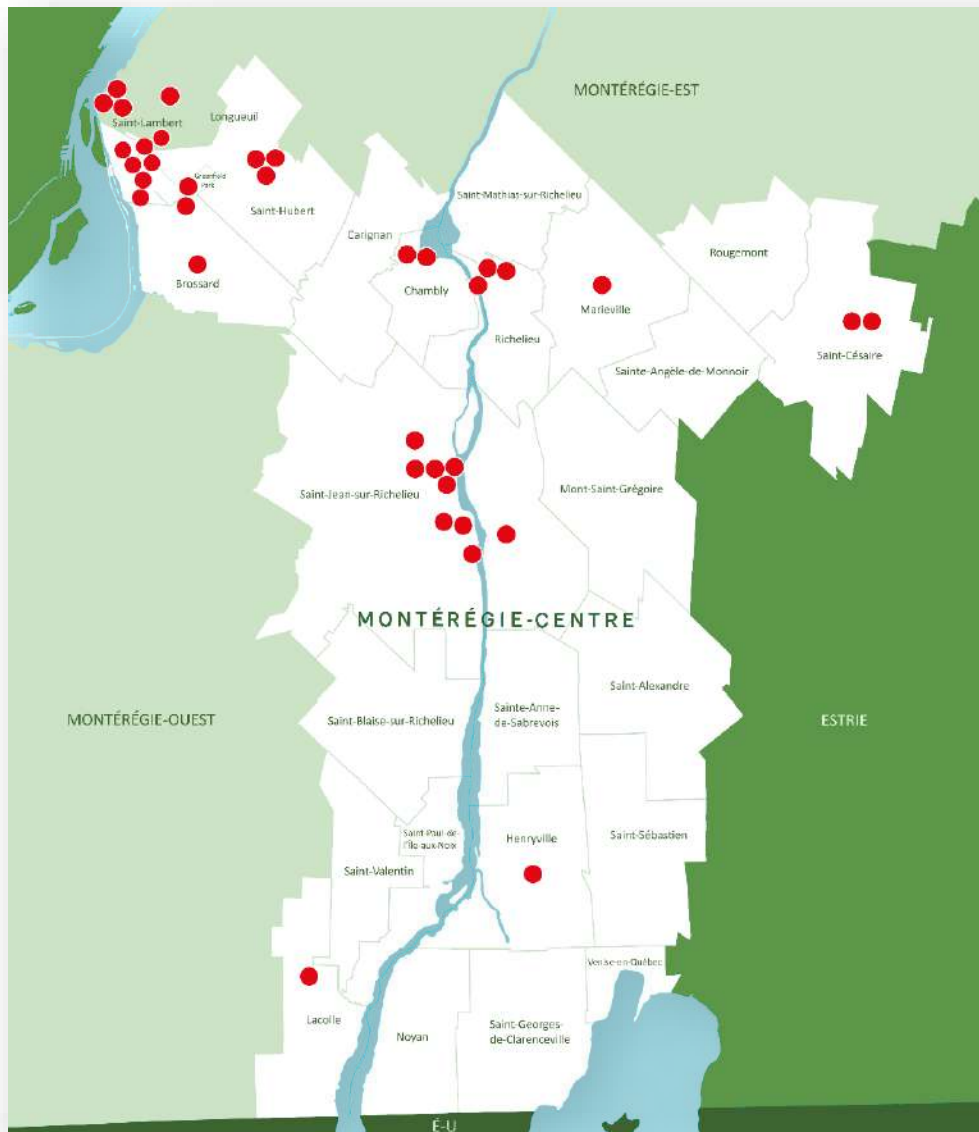 MONTÉRÉGIE-EST
Longueuil
Saint-Lambert
Greenfield
Park
Saint-Mathias-sur-Richelieu
Saint-Hubert
Carignan
Rougemont
Brossard
Chambly
Marieville
Richelieu
Saint-Césaire
Sainte-Angèle-de-Monnoir
Saint-Jean-sur-Richelieu
Mont-Saint-Grégoire
MONTÉRÉGIE-CENTRE
Saint-Alexandre
Sainte-Anne-
de-Sabrevois
MONTÉRÉGIE-OUEST
Saint-Blaise-sur-Richelieu
ESTRIE
Saint-Paul-de-
l'Île-aux-Noix
Henryville
Saint-Sébastien
Saint-Valentin
Venise-en-Québec
Lacolle
Noyan
Saint-Georges-
de-Clarenceville
É-U